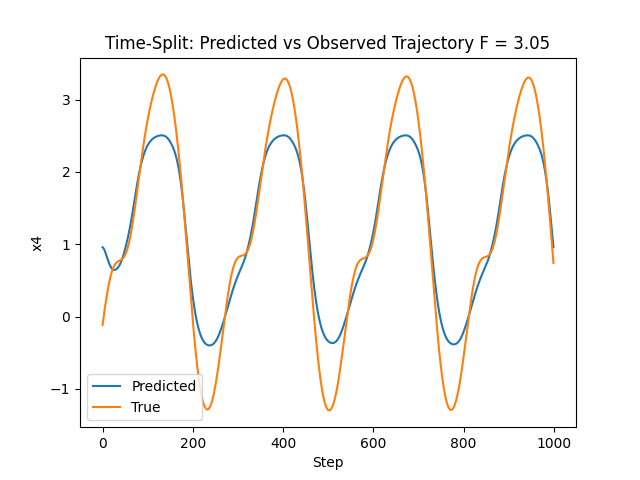 Time-Split: Predicted vs Observed Trajectory F = 3.05
x4
3
2
1
0
−1
Predicted
True
0
200
400
600
800
1000
Step